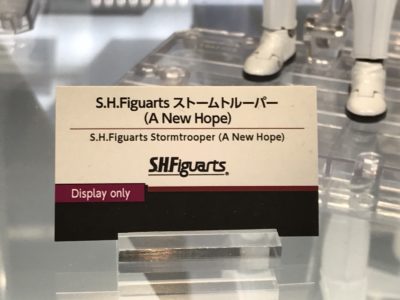 S.H.Figuarts ストームトルーパー
(A New Hope)
S.H.Figuarts Stormtrooper (A New Hope)
S.H.Figuarts®
Display only